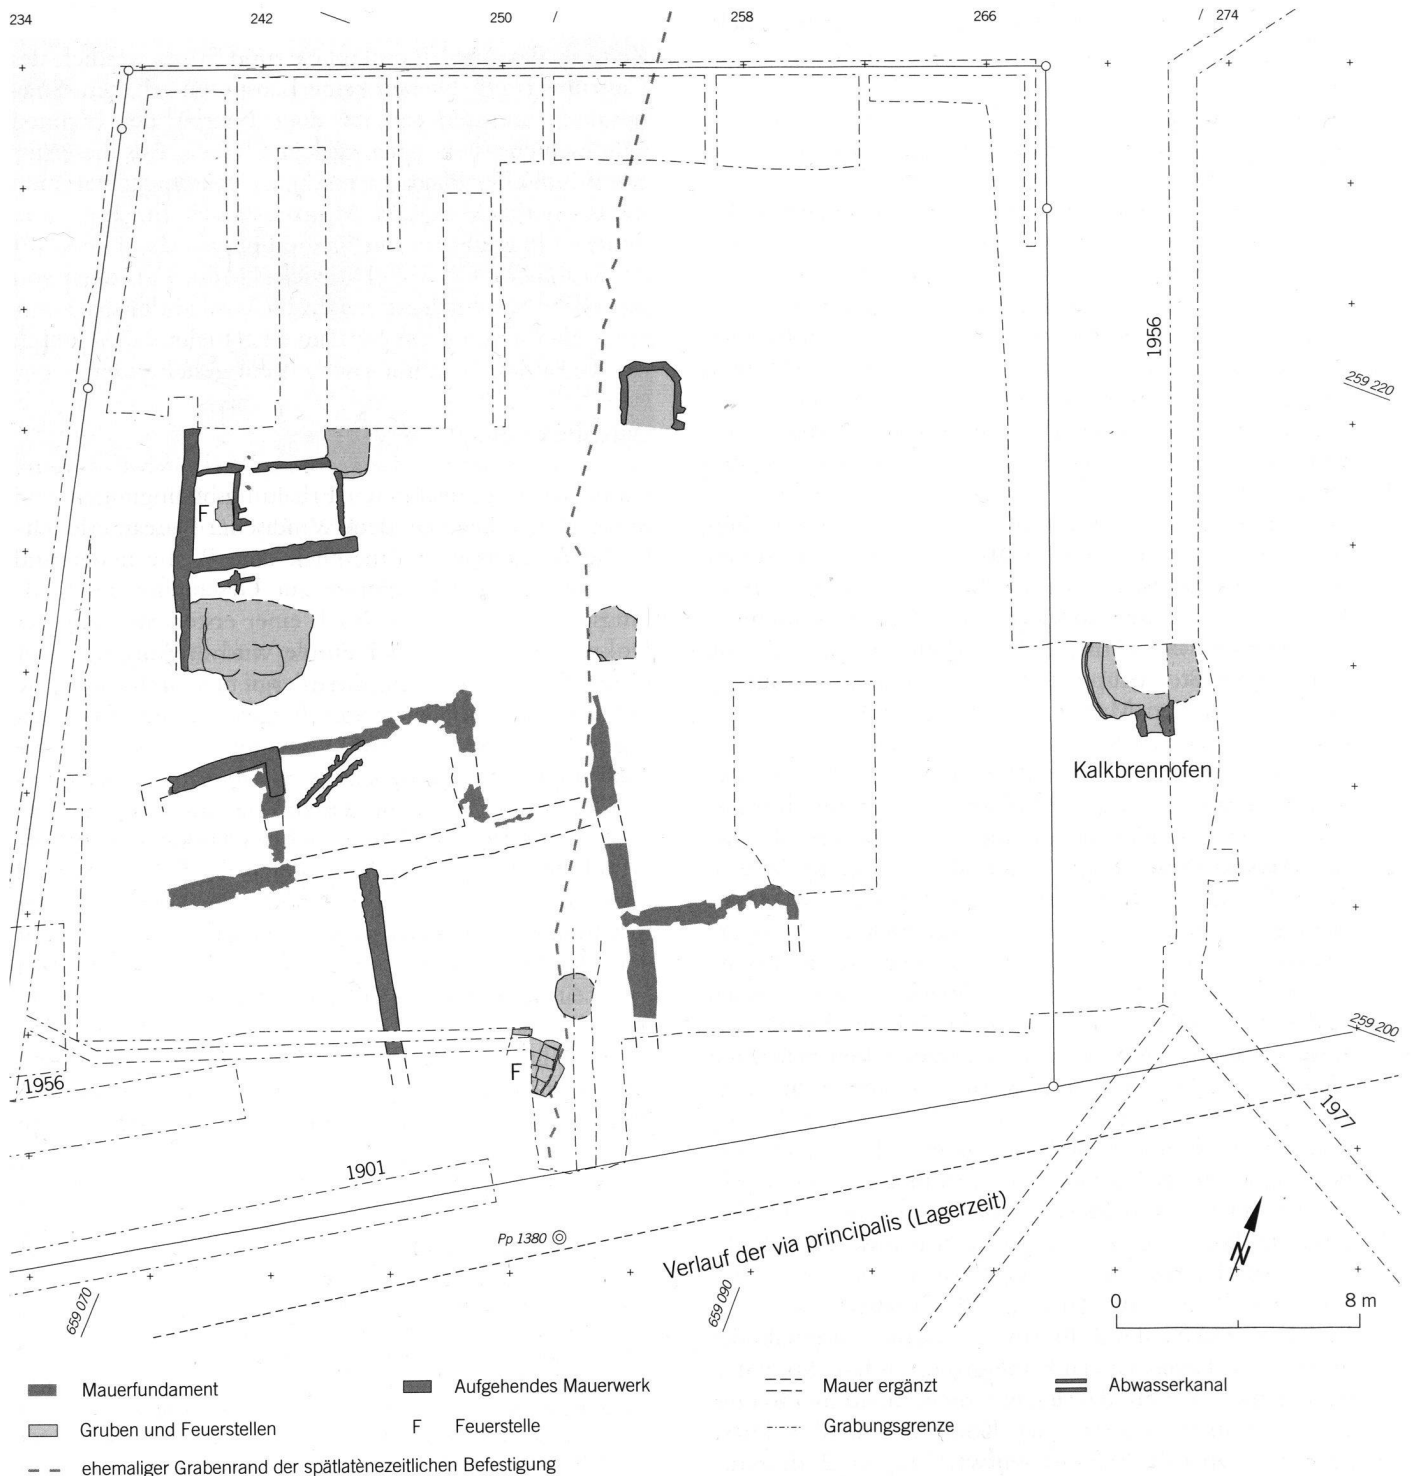 234 242 250 / 258 266 / 274
1956
259 220
F
Kalkbrennofen
259 200
F
1956
1977
1901
Pp 1380
Verlauf der via principalis (Lagerzeit)
N
659 070
659 090
0 8 m
Mauerfundament Aufgehendes Mauerwerk Mauer ergänzt Abwasserkanal
Gruben und Feuerstellen F Feuerstelle Grabungsgrenze
ehemaliger Grabenrand der spätlatènezeitlichen Befestigung